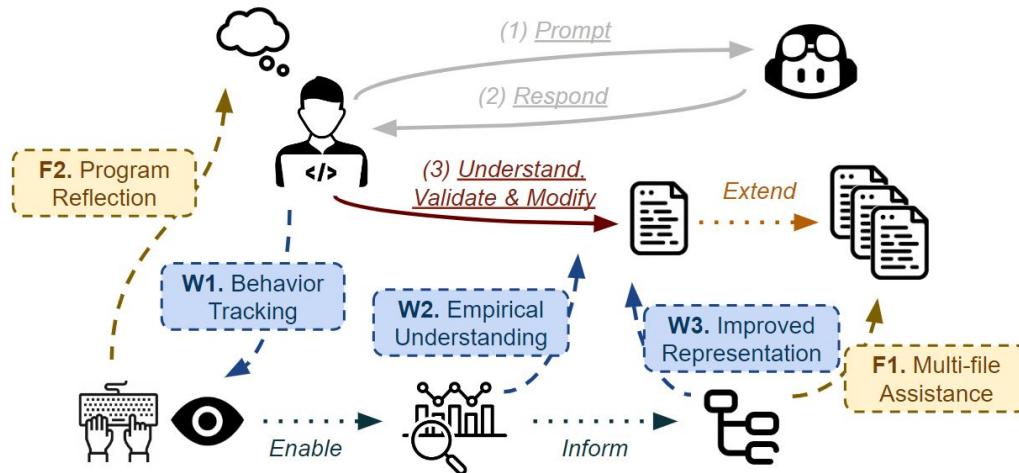 (1) Prompt
(2) Respond
</>
(3) Understand,
Validate & Modify
Extend
F2. Program
Reflection
W1. Behavior
Tracking
W2. Empirical
Understanding
W3. Improved
Representation
F1. Multi-file
Assistance
Enable
Inform